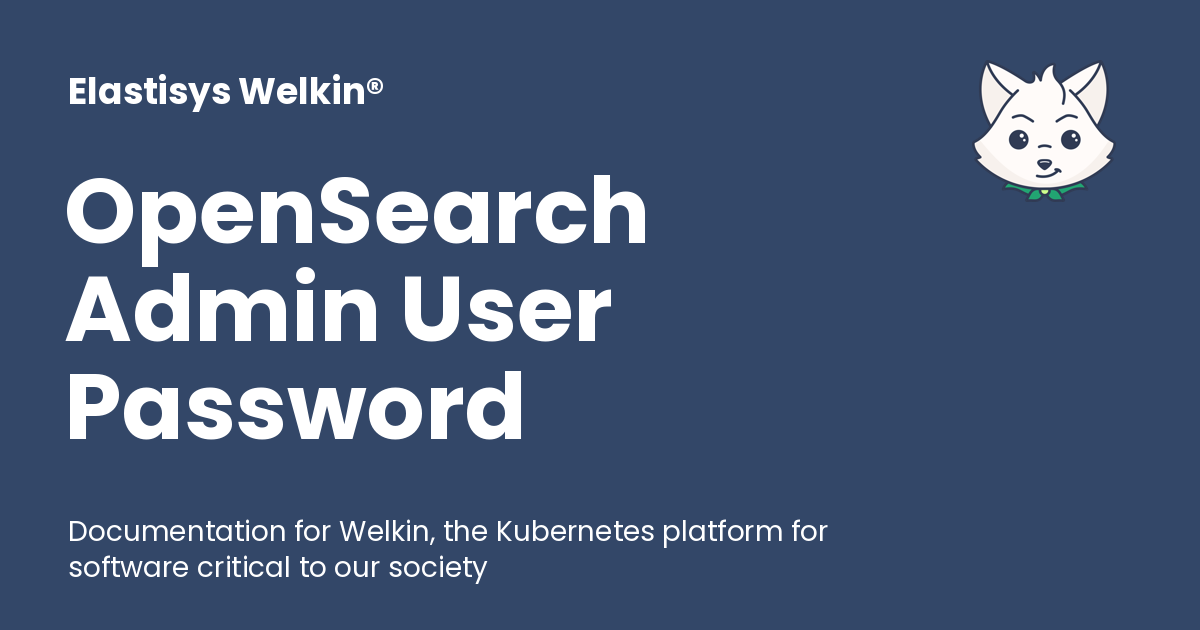 Elastisys Welkin®
OpenSearch
Admin User
Password
Documentation for Welkin, the Kubernetes platform for
software critical to our society